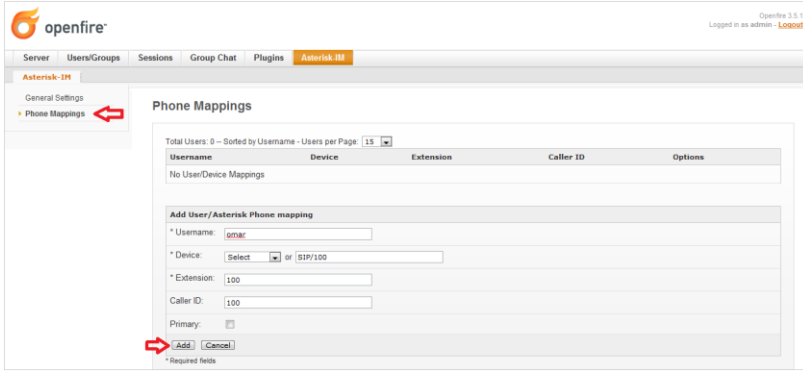 openfire
Openfire 3.5.1
Logged in as admin - Logout
Server Users/Groups Sessions Group Chat Plugins Asterisk-IM
Asterisk-IM
General Settings
Phone Mappings
Phone Mappings
Total Users: 0 -- Sorted by Username - Users per Page: 15
Username Device Extension Caller ID Options
No User/Device Mappings
Add User/Asterisk Phone mapping
* Username: omar
* Device: Select or SIP/100
* Extension: 100
Caller ID: 100
Primary:
Add Cancel
* Required fields